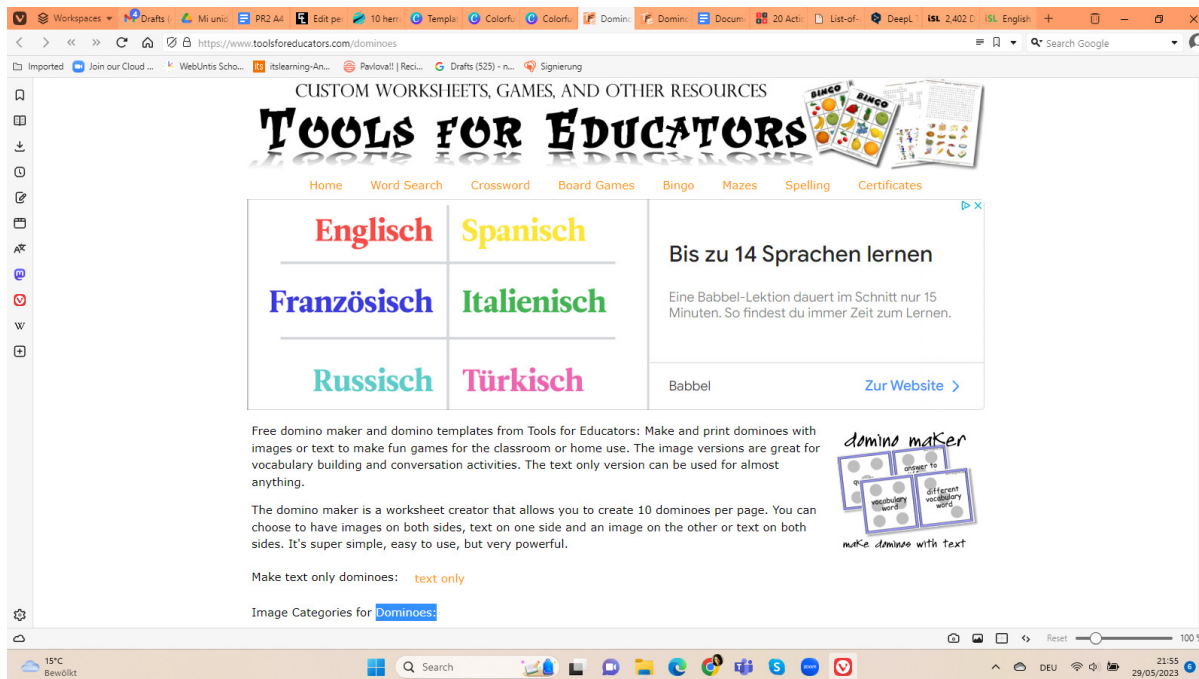 Workspaces
Drafts (
Mi unic
PR2 A4
Edit pe
10 herr
Templa
Colorfu
Colorfu
Domino
Domino
Docum
20 Actic
List-of-
DeepL
2,402 D
English
https://www.toolsforeducators.com/dominoes
Search Google
Imported
Join our Cloud ...
WebUntis Scho...
itslearning-An...
Pavlova!! | Reci...
Drafts (525) - n...
Signierung
CUSTOM WORKSHEETS, GAMES, AND OTHER RESOURCES
TOOLS FOR EDUCATORS
BINGO
BINGO
Home Word Search Crossword Board Games Bingo Mazes Spelling Certificates
Englisch Spanisch
Französisch Italienisch
Russisch Türkisch
Bis zu 14 Sprachen lernen
Eine Babbel-Lektion dauert im Schnitt nur 15
Minuten. So findest du immer Zeit zum Lernen.
Babbel
Zur Website
Free domino maker and domino templates from Tools for Educators: Make and print dominoes with
images or text to make fun games for the classroom or home use. The image versions are great for
vocabulary building and conversation activities. The text only version can be used for almost
anything.
The domino maker is a worksheet creator that allows you to create 10 dominoes per page. You can
choose to have images on both sides, text on one side and an image on the other or text on both
sides. It's super simple, easy to use, but very powerful.
domino maker
answer to
vocabulary
word
different
vocabulary
word
make dominos with text
Make text only dominoes: text only
Image Categories for Dominoes:
Reset
100 %
15°C
Bewölkt
Search
DEU
21:55
29/05/2023
6